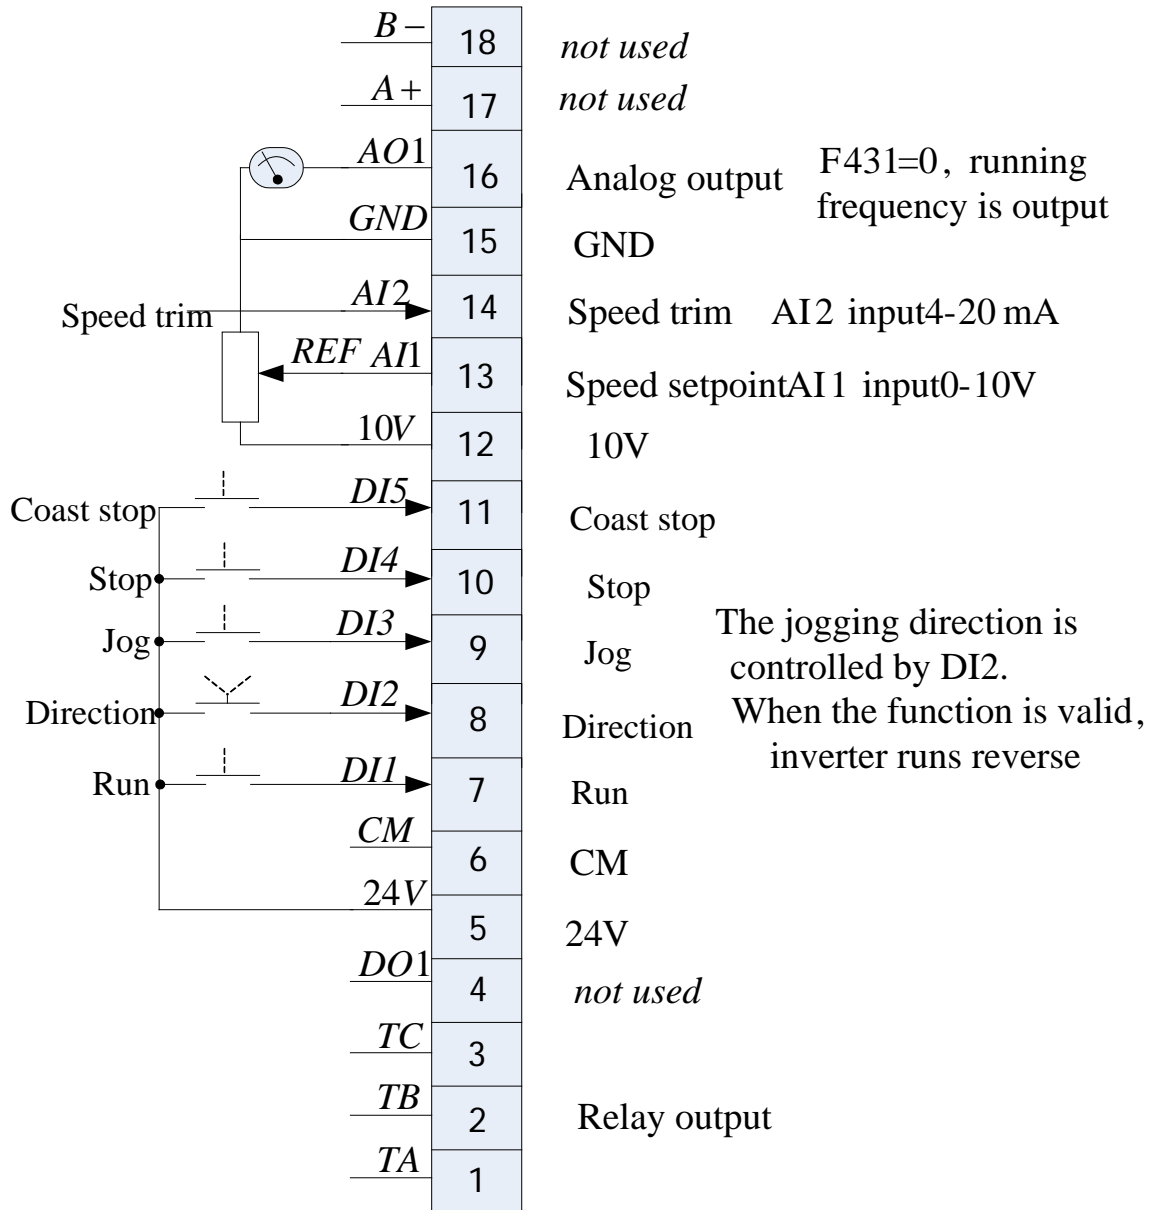 B− 18 not used
A+ 17 not used
AO1 16 Analog output F431=0, running
frequency is output
GND 15 GND
Speed trim AI2 14 Speed trim AI2 input4-20 mA
REF AI1 13 Speed setpointAI1 input0-10V
10V 12 10V
Coast stop DI5 11 Coast stop
Stop DI4 10 Stop
Jog DI3 9 Jog The jogging direction is
controlled by DI2.
Direction DI2 8 Direction When the function is valid,
inverter runs reverse
Run DI1 7 Run
CM 6 CM
24V 5 24V
DO1 4 not used
TC 3
TB 2 Relay output
TA 1